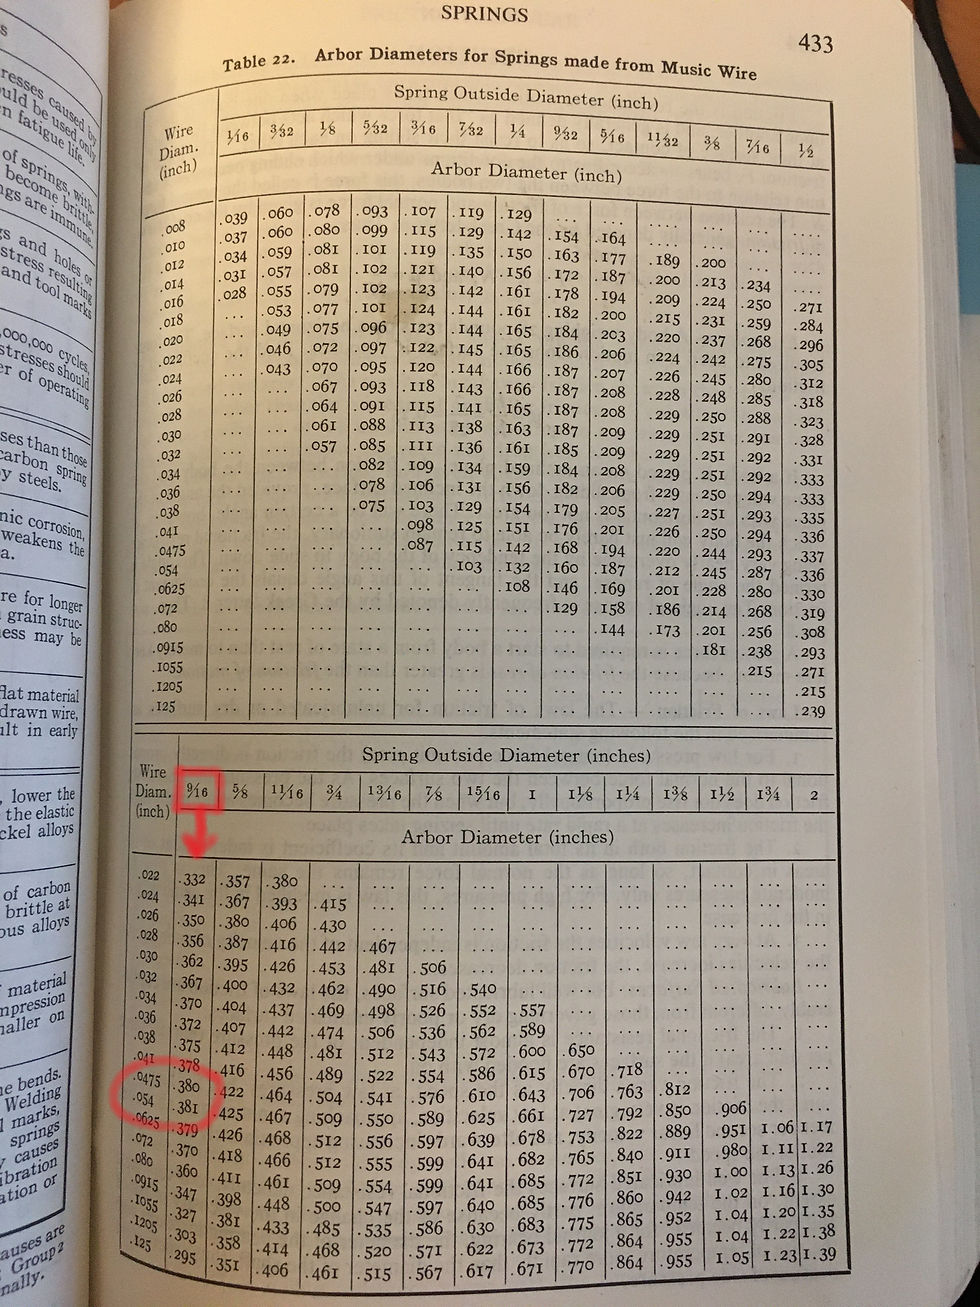 SPRINGS
433
Table 22. Arbor Diameters for Springs made from Music Wire
Wire Diam. (inch)
Spring Outside Diameter (inch)
1/16 3/32 1/8 5/32 3/16 7/32 1/4 9/32 5/16 11/32 3/8 7/16 1/2
Arbor Diameter (inch)
.008 .039 .060 .078 .093 .107 .119 .129 ... ... .... ... ... ....
.010 .037 .060 .080 .099 .115 .129 .142 .154 .164 .... ... ... ....
.012 .034 .059 .081 .101 .119 .135 .150 .163 .177 .189 .200 ... ....
.014 .031 .057 .081 .102 .121 .140 .156 .172 .187 .200 .213 .234 ....
.016 .028 .055 .079 .102 .123 .142 .161 .178 .194 .209 .224 .250 .271
.018 ... .053 .077 .101 .124 .144 .161 .182 .200 .215 .231 .259 .284
.020 ... .049 .075 .096 .123 .144 .165 .184 .203 .220 .237 .268 .296
.022 ... .046 .072 .097 .122 .145 .165 .186 .206 .224 .242 .275 .305
.024 ... .043 .070 .095 .120 .144 .166 .187 .207 .226 .245 .280 .312
.026 ... ... .067 .093 .118 .143 .166 .187 .208 .228 .248 .285 .318
.028 ... ... .064 .091 .115 .141 .165 .187 .208 .229 .250 .288 .323
.030 ... ... .061 .088 .113 .138 .163 .187 .209 .229 .251 .291 .328
.032 ... ... .057 .085 .111 .136 .161 .185 .209 .229 .251 .292 .331
.034 ... ... ... .082 .109 .134 .159 .184 .208 .229 .251 .292 .333
.036 ... ... ... .078 .106 .131 .156 .182 .206 .229 .250 .294 .333
.038 ... ... ... .075 .103 .129 .154 .179 .205 .227 .251 .293 .335
.041 ... ... ... ... .098 .125 .151 .176 .201 .226 .250 .294 .336
.0475 ... ... ... ... .087 .115 .142 .168 .194 .220 .244 .293 .337
.054 ... ... ... ... ... .103 .132 .160 .187 .212 .245 .287 .336
.0625 ... ... ... ... ... ... .108 .146 .169 .201 .228 .280 .330
.072 ... ... ... ... ... ... ... .129 .158 .186 .214 .268 .319
.080 ... ... ... ... ... ... ... ... .144 .173 .201 .256 .308
.0915 ... ... ... ... ... ... ... ... ... ... .181 .238 .293
.1055 ... ... ... ... ... ... ... ... ... ... ... .215 .271
.1205 ... ... ... ... ... ... ... ... ... ... ... ... .215
.125 ... ... ... ... ... ... ... ... ... ... ... ... .239
Wire Diam. (inch)
Spring Outside Diameter (inches)
9/16 5/8 11/16 3/4 13/16 7/8 15/16 1 1 1/8 1 1/4 1 3/8 1 1/2 1 3/4 2
Arbor Diameter (inches)
.022 .332 .357 .380 ... ... ... ... ... ... ... ... ... ... ...
.024 .341 .367 .393 .415 ... ... ... ... ... ... ... ... ... ...
.026 .350 .380 .406 .430 ... ... ... ... ... ... ... ... ... ...
.028 .356 .387 .416 .442 .467 ... ... ... ... ... ... ... ... ...
.030 .362 .395 .426 .453 .481 .506 ... ... ... ... ... ... ... ...
.032 .367 .400 .432 .462 .490 .516 .540 ... ... ... ... ... ... ...
.034 .370 .404 .437 .469 .498 .526 .552 .557 ... ... ... ... ... ...
.036 .372 .407 .442 .474 .506 .536 .562 .589 ... ... ... ... ... ...
.038 .375 .412 .448 .481 .512 .543 .572 .600 .650 ... ... ... ... ...
.041 .378 .416 .456 .489 .522 .554 .586 .615 .670 .718 ... ... ... ...
.0475 .380 .422 .464 .504 .541 .576 .610 .643 .706 .763 .812 ... ... ...
.054 .381 .425 .467 .509 .550 .589 .625 .661 .727 .792 .850 .906 ... ...
.0625 .379 .426 .468 .512 .556 .597 .639 .678 .753 .822 .889 .951 1.06 1.17
.072 .370 .418 .466 .512 .555 .599 .641 .682 .765 .840 .911 .980 1.11 1.22
.080 .360 .411 .461 .509 .554 .599 .641 .685 .772 .851 .930 1.00 1.13 1.26
.0915 .347 .398 .448 .500 .547 .597 .640 .685 .776 .860 .942 1.02 1.16 1.30
.1055 .327 .381 .433 .485 .535 .586 .630 .683 .775 .865 .952 1.04 1.20 1.35
.1205 .303 .358 .414 .468 .520 .571 .622 .673 .772 .864 .955 1.04 1.22 1.38
.125 .295 .351 .406 .461 .515 .567 .617 .671 .770 .864 .955 1.05 1.23 1.39